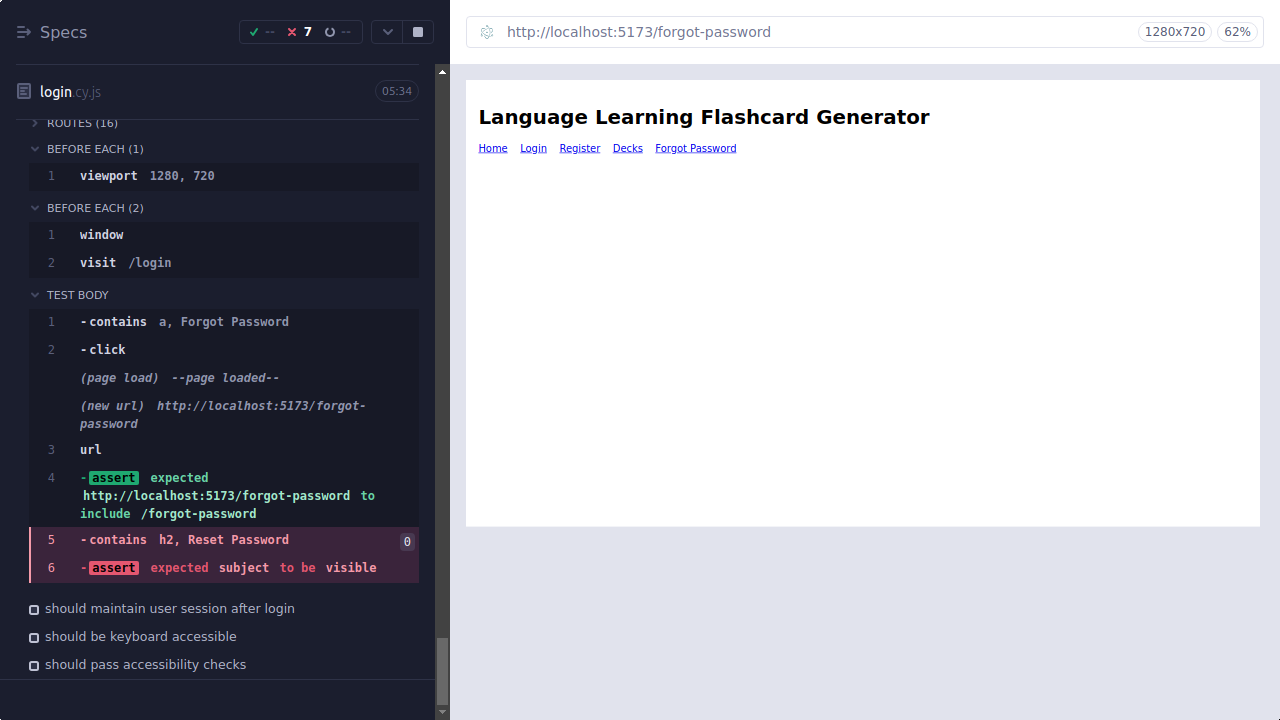 Specs
-- 7 --
login.cy.js 05:34
ROUTES (16)
BEFORE EACH (1)
1 viewport 1280, 720
BEFORE EACH (2)
1 window
2 visit /login
TEST BODY
1 -contains a, Forgot Password
2 -click
(page load) --page loaded--
(new url) http://localhost:5173/forgot-
password
3 url
4 -assert expected
http://localhost:5173/forgot-password to
include /forgot-password
5 -contains h2, Reset Password 0
6 -assert expected subject to be visible
should maintain user session after login
should be keyboard accessible
should pass accessibility checks
http://localhost:5173/forgot-password 1280x720 62%
Language Learning Flashcard Generator
Home Login Register Decks Forgot Password